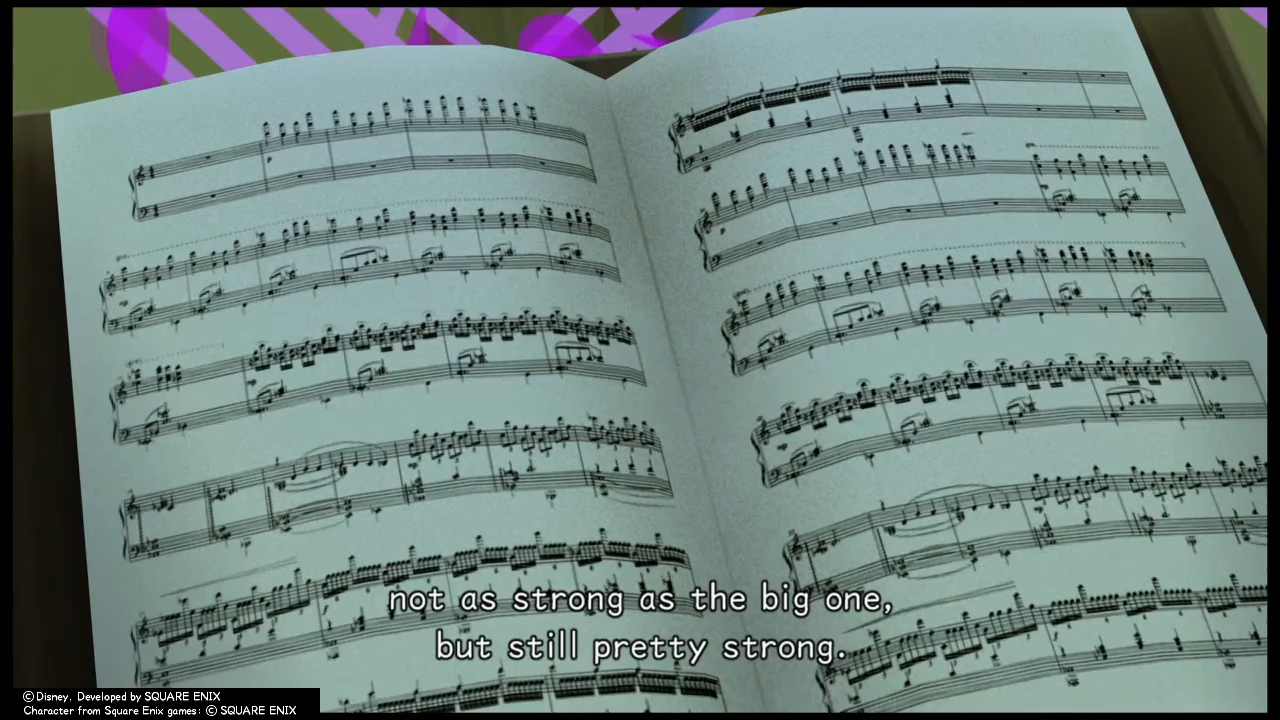 not as strong as the big one,
but still pretty strong.
©Disney. Developed by SQUARE ENIX
Character from Square Enix games: © SQUARE ENIX